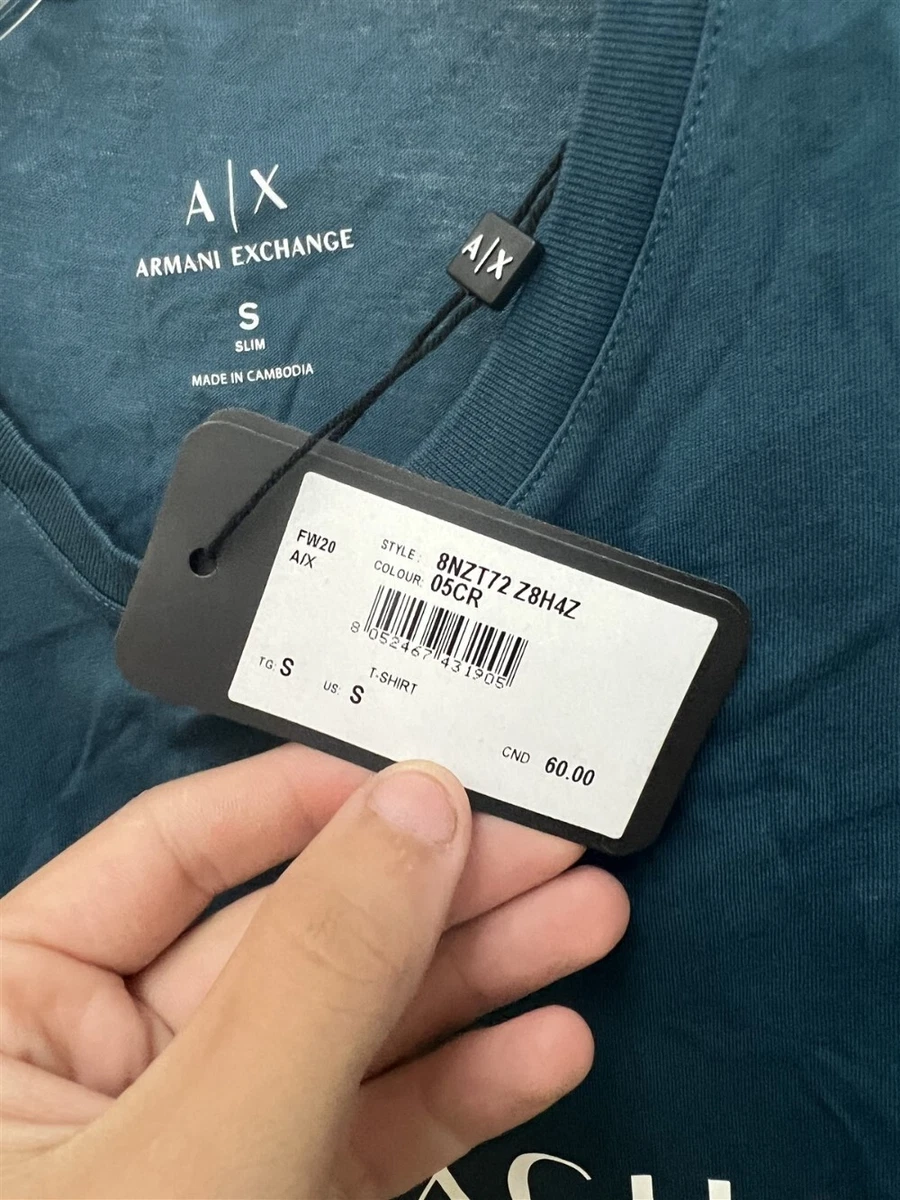 A|X
ARMANI EXCHANGE
S
SLIM
MADE IN CAMBODIA
A/X
FW20
A/X
STYLE: 8NZT72 Z8H4Z
COLOUR: 05CR
8 052467 431905
TG: S
US: S
T-SHIRT
CND 60.00